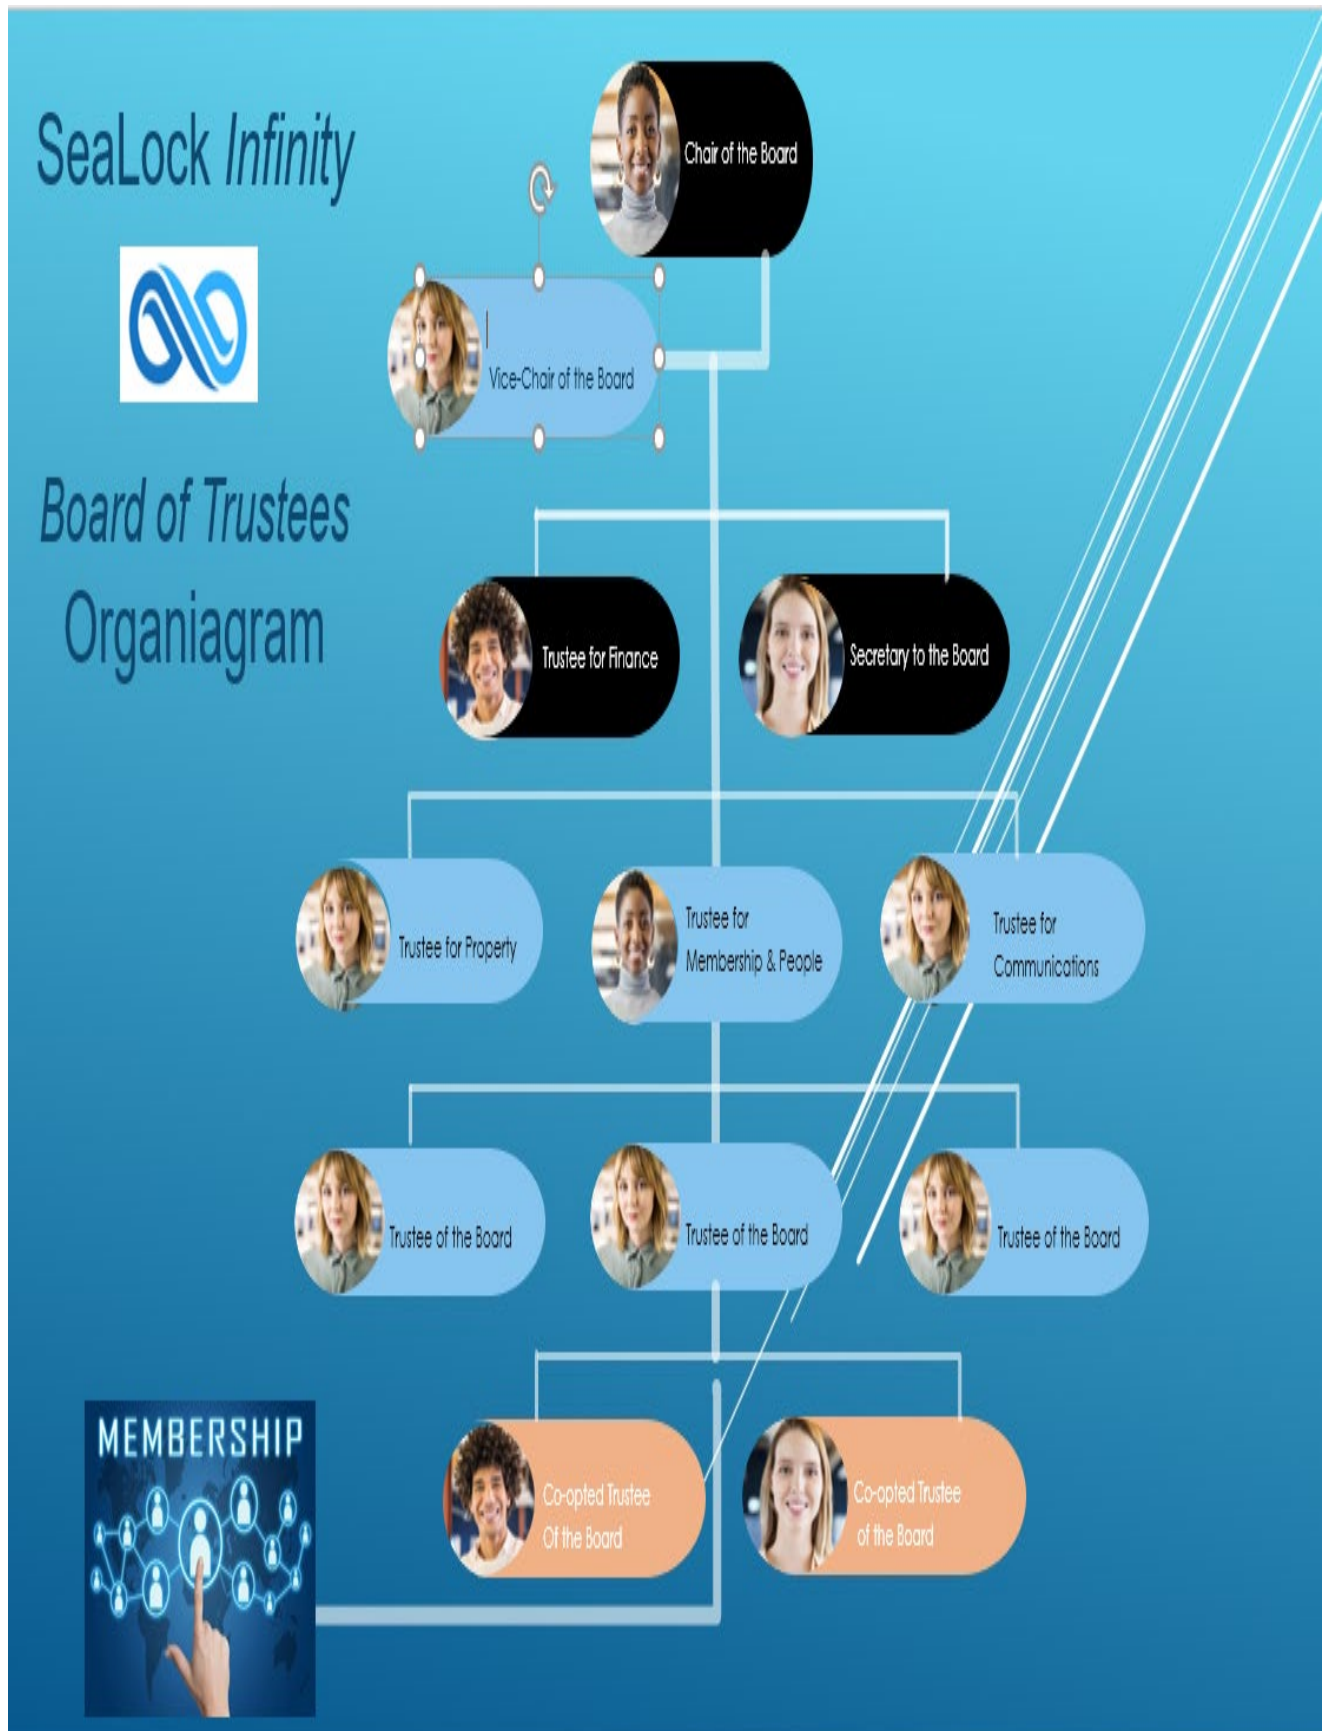 SeaLock Infinity
Board of Trustees
Organiagram
Chair of the Board
Vice-Chair of the Board
Trustee for Finance
Secretary to the Board
Trustee for Property
Trustee for
Membership & People
Trustee for
Communications
Trustee of the Board
Trustee of the Board
Trustee of the Board
Co-opted Trustee
Of the Board
Co-opted Trustee
of the Board
MEMBERSHIP